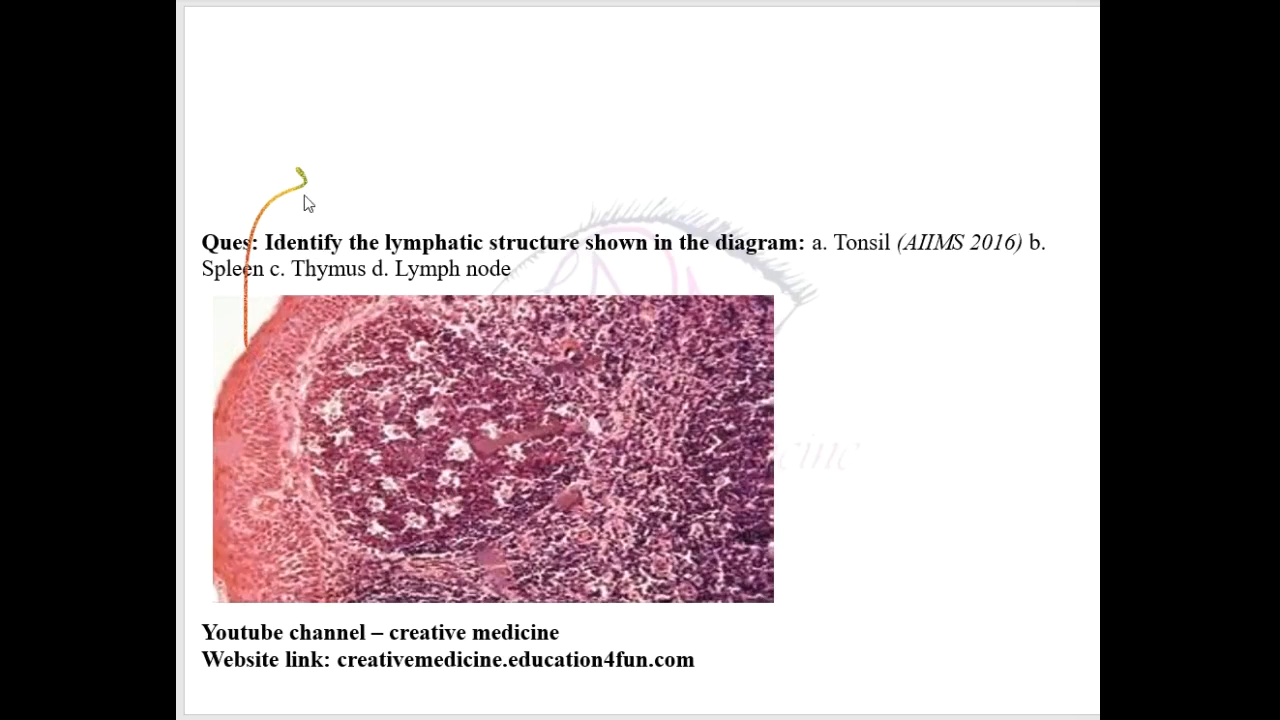 Ques: Identify the lymphatic structure shown in the diagram: a. Tonsil (AIIMS 2016) b.
Spleen c. Thymus d. Lymph node
Youtube channel – creative medicine
Website link: creativemedicine.education4fun.com